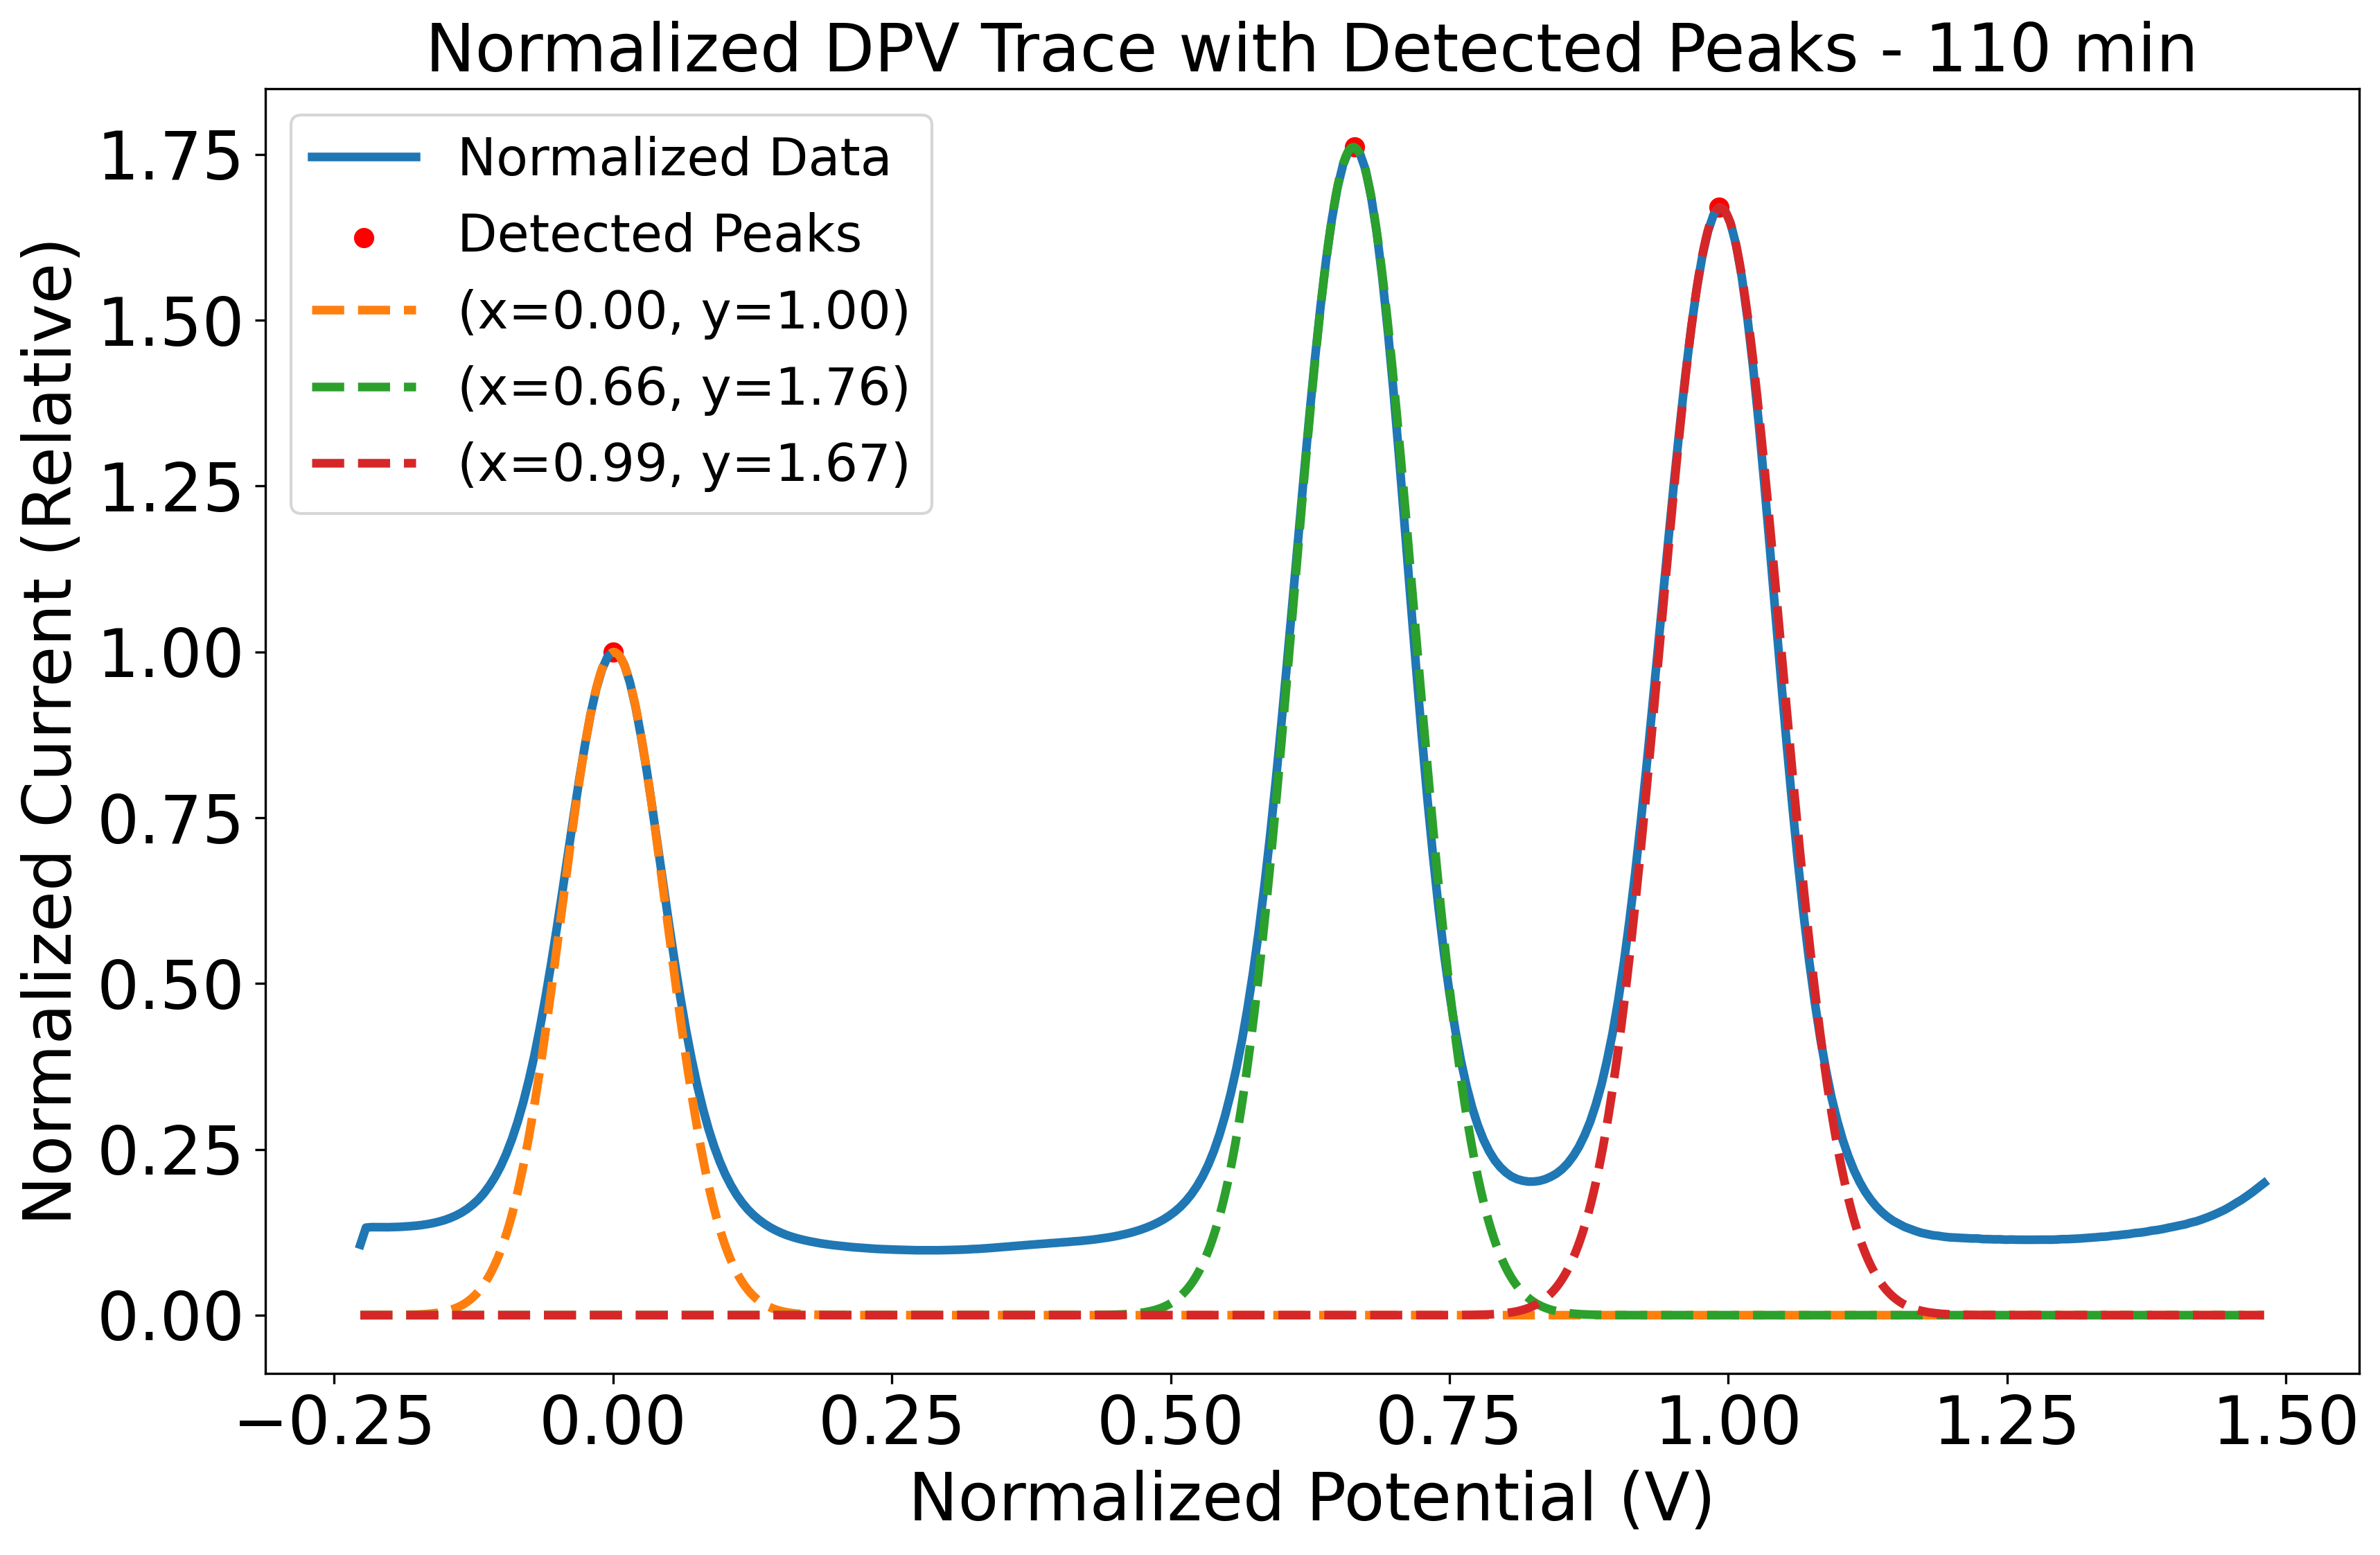 Normalized DPV Trace with Detected Peaks - 110 min
Normalized Data
Detected Peaks
(x=0.00, y=1.00)
(x=0.66, y=1.76)
(x=0.99, y=1.67)
Normalized Current (Relative)
1.75
1.50
1.25
1.00
0.75
0.50
0.25
0.00
−0.25 0.00 0.25 0.50 0.75 1.00 1.25 1.50
Normalized Potential (V)